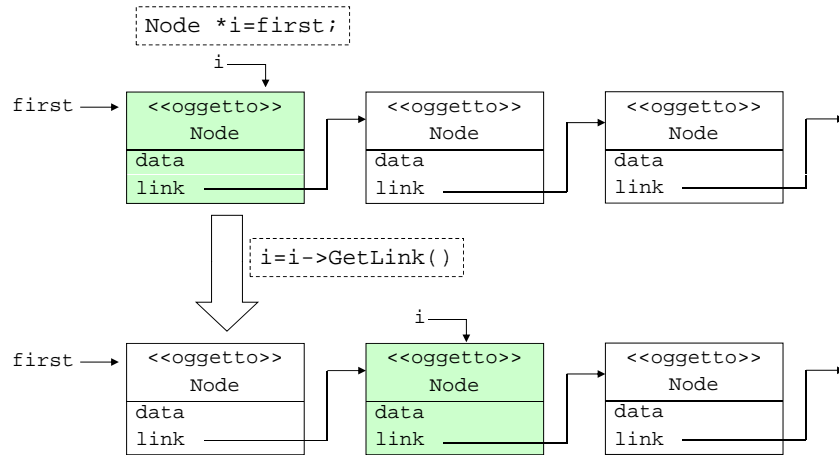 Node *i=first;
i
first
<<oggetto>>
Node
data
link
<<oggetto>>
Node
data
link
<<oggetto>>
Node
data
link
i=i->GetLink()
i
first
<<oggetto>>
Node
data
link
<<oggetto>>
Node
data
link
<<oggetto>>
Node
data
link